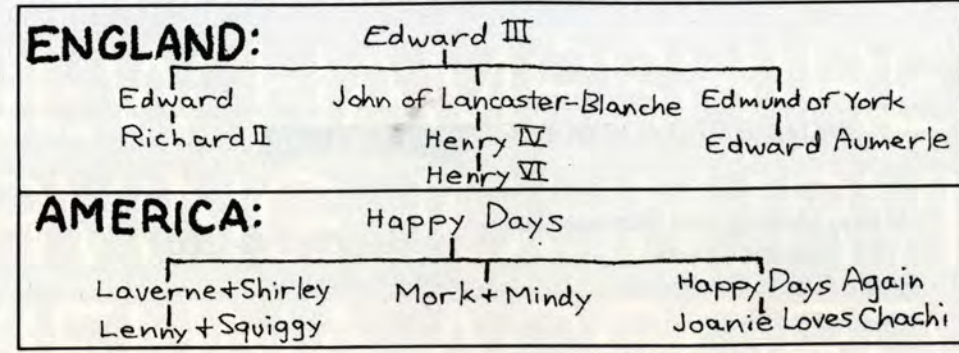 ENGLAND:
Edward III
Edward
John of Lancaster-Blanche
Edmund of York
Richard II
Henry IV
Edward Aumerle
Henry VI
AMERICA:
Happy Days
Laverne+Shirley
Mork+Mindy
Happy Days Again
Lenny + Squiggy
Joanie Loves Chachi